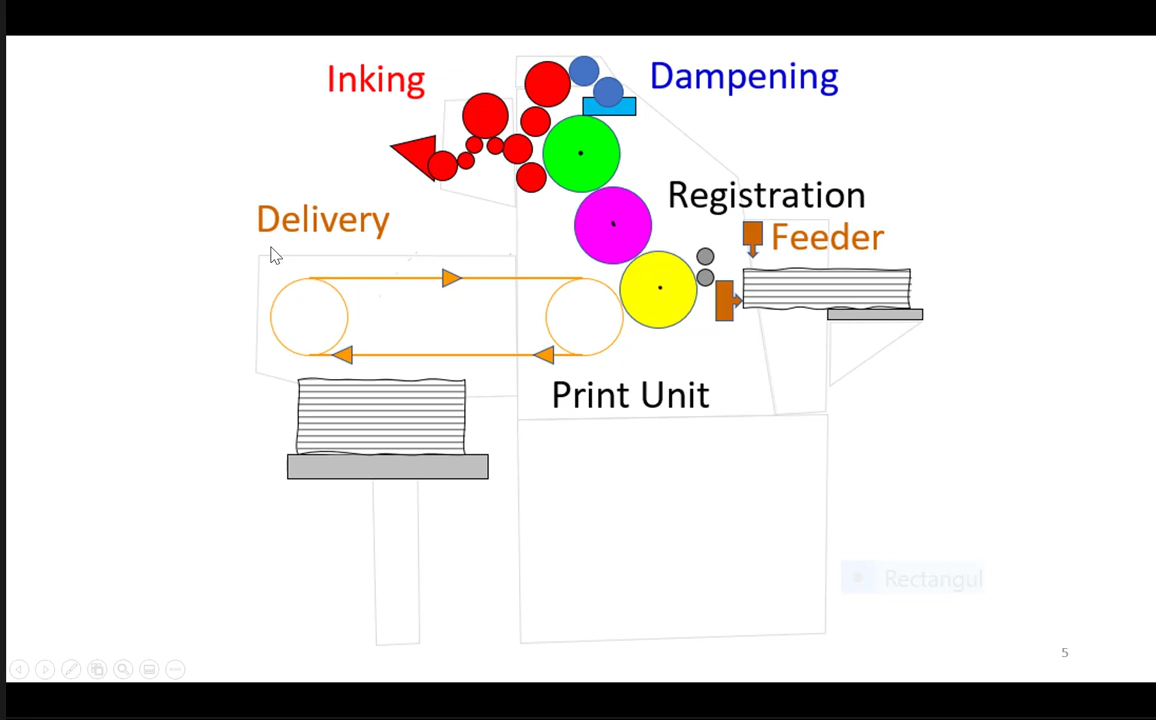 Inking
Dampening
Registration
Delivery
Feeder
Print Unit
Rectangul
5